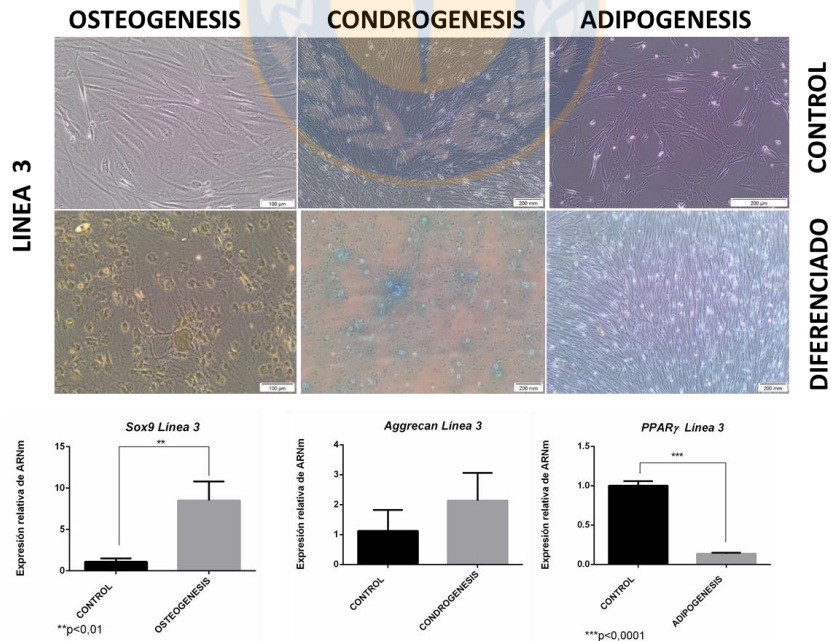 OSTEOGENESIS
CONDROGENESIS
ADIPOGENESIS
LINEA 3
CONTROL
100 µm
200 mm
200 µm
DIFERENCIADO
100 µm
200 mm
200 mm
Sox9 Línea 3
Expresión relativa de ARNm
15
10
5
0
**
CONTROL
OSTEOGENESIS
**p<0,01
Aggrecan Línea 3
Expresión relativa de ARNm
4
3
2
1
0
CONTROL
CONDROGENESIS
PPARγ Línea 3
Expresión relativa de ARNm
1.5
1.0
0.5
0.0
***
CONTROL
ADIPOGENESIS
***p<0,0001